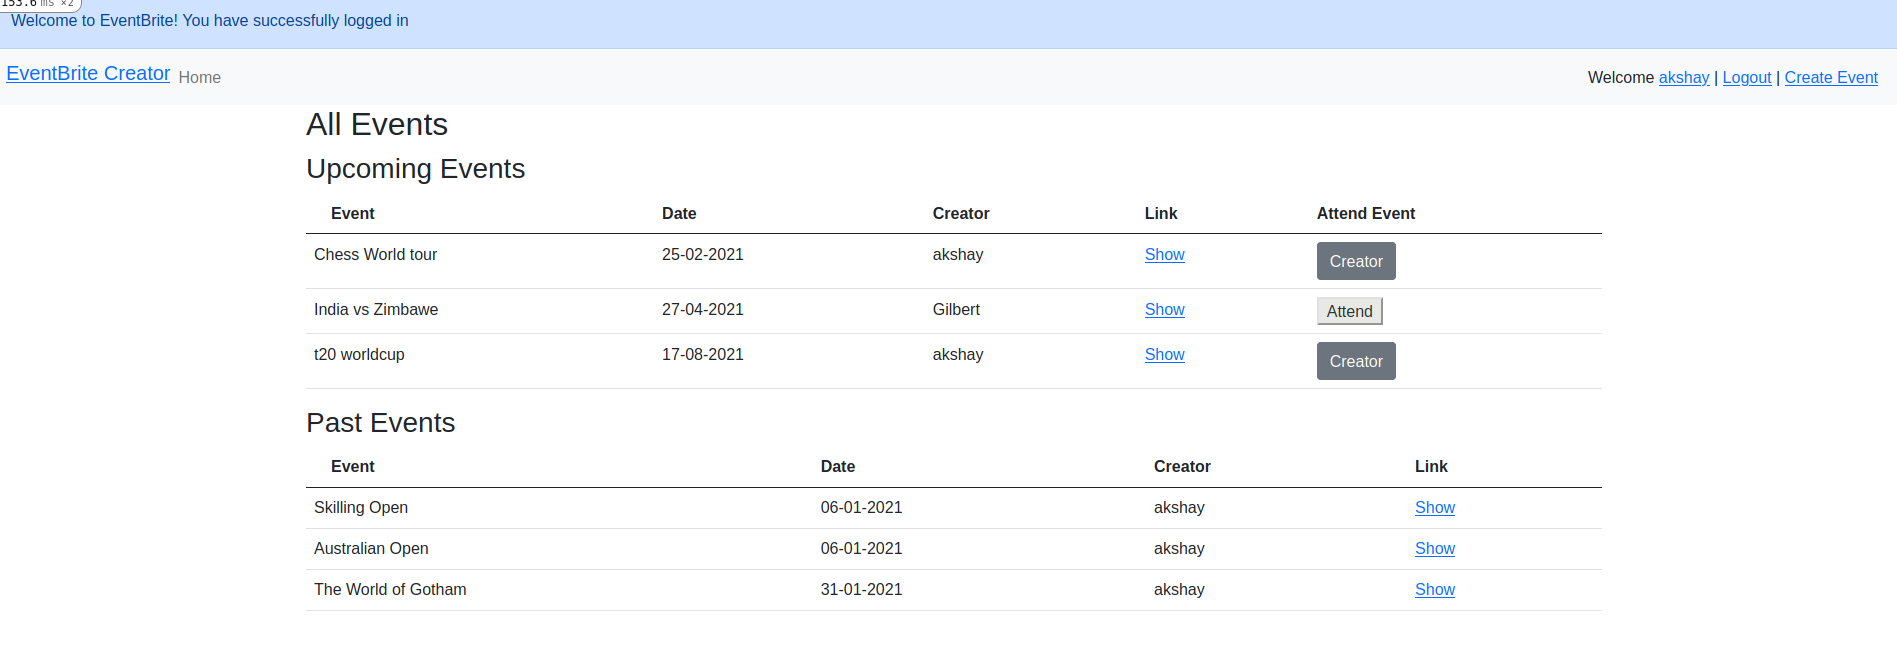 153.6 ms ×2
Welcome to EventBrite! You have successfully logged in
EventBrite Creator Home Welcome akshay | Logout | Create Event
All Events
Upcoming Events
Event Date Creator Link Attend Event
Chess World tour 25-02-2021 akshay Show Creator
India vs Zimbawe 27-04-2021 Gilbert Show Attend
t20 worldcup 17-08-2021 akshay Show Creator
Past Events
Event Date Creator Link
Skilling Open 06-01-2021 akshay Show
Australian Open 06-01-2021 akshay Show
The World of Gotham 31-01-2021 akshay Show